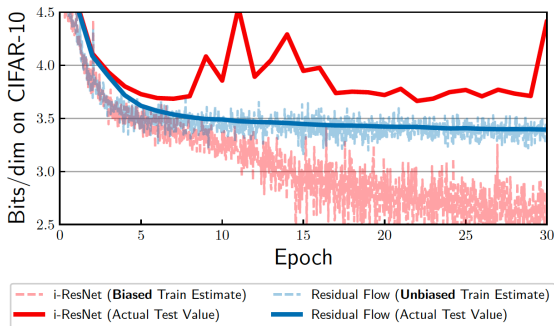 4.5
4.0
3.5
3.0
2.5
Bits/dim on CIFAR-10
0 5 10 15 20 25 30
Epoch
i-ResNet (Biased Train Estimate) Residual Flow (Unbiased Train Estimate)
i-ResNet (Actual Test Value) Residual Flow (Actual Test Value)